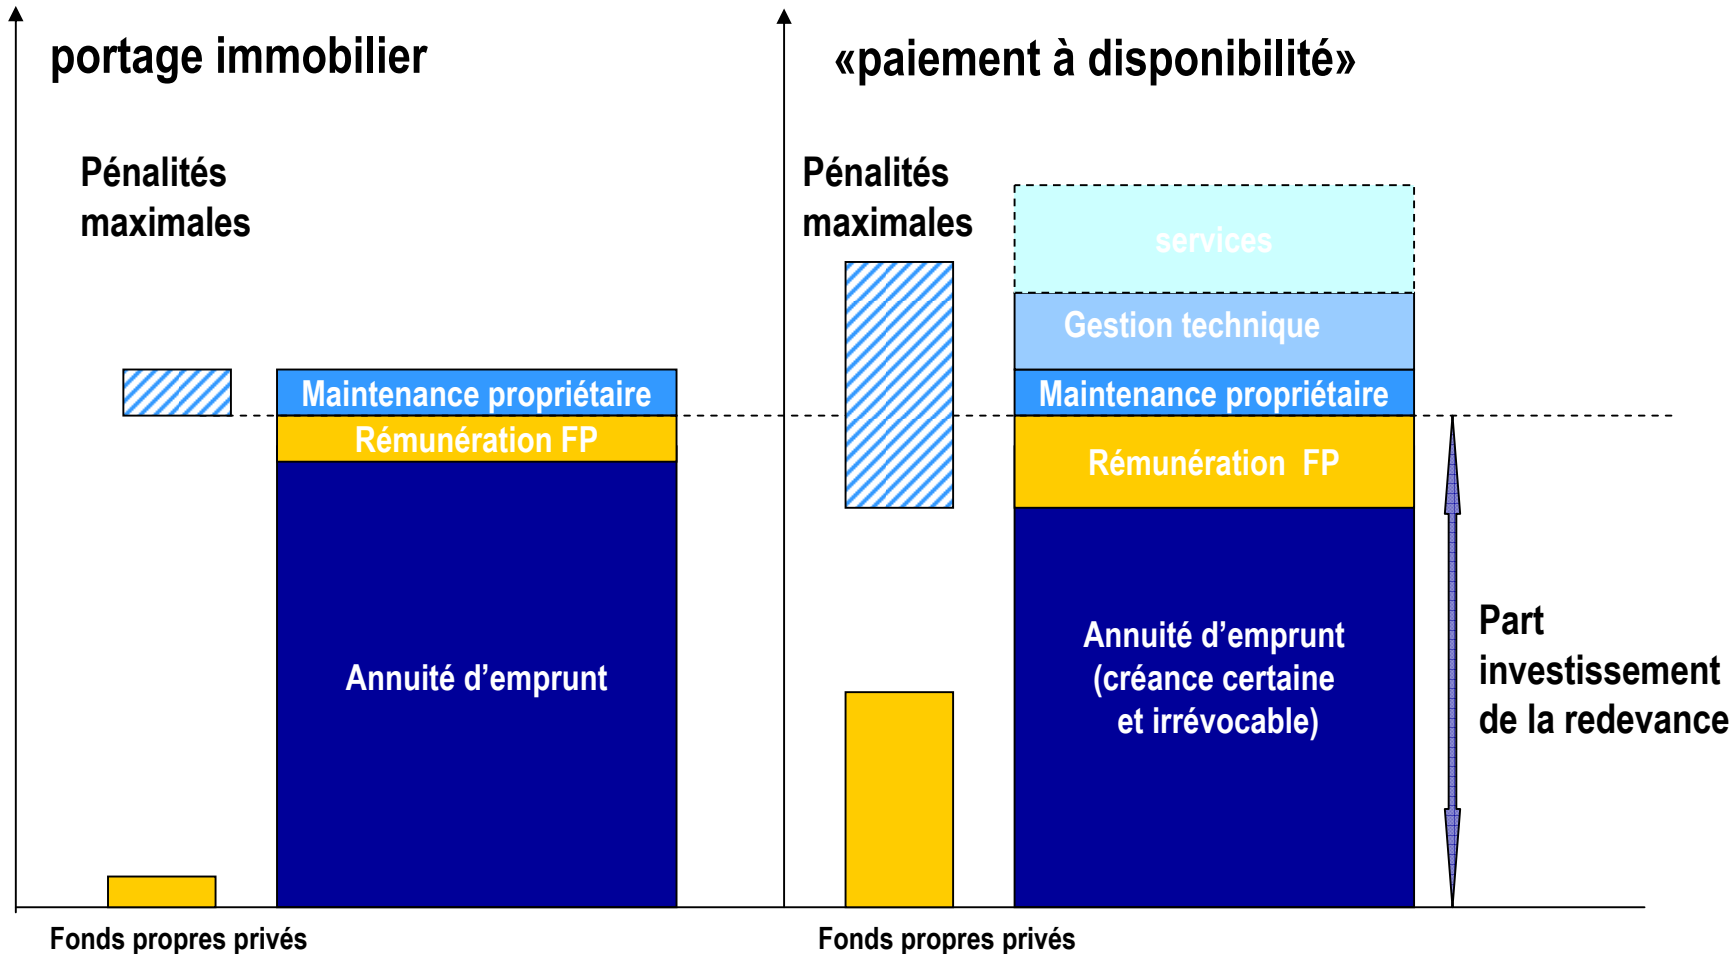 portage immobilier
Pénalités
maximales
Maintenance propriétaire
Rémunération FP
Annuité d’emprunt
Fonds propres privés
«paiement à disponibilité»
Pénalités
maximales
services
Gestion technique
Maintenance propriétaire
Rémunération FP
Annuité d’emprunt
(créance certaine
et irrévocable)
Part
investissement
de la redevance
Fonds propres privés